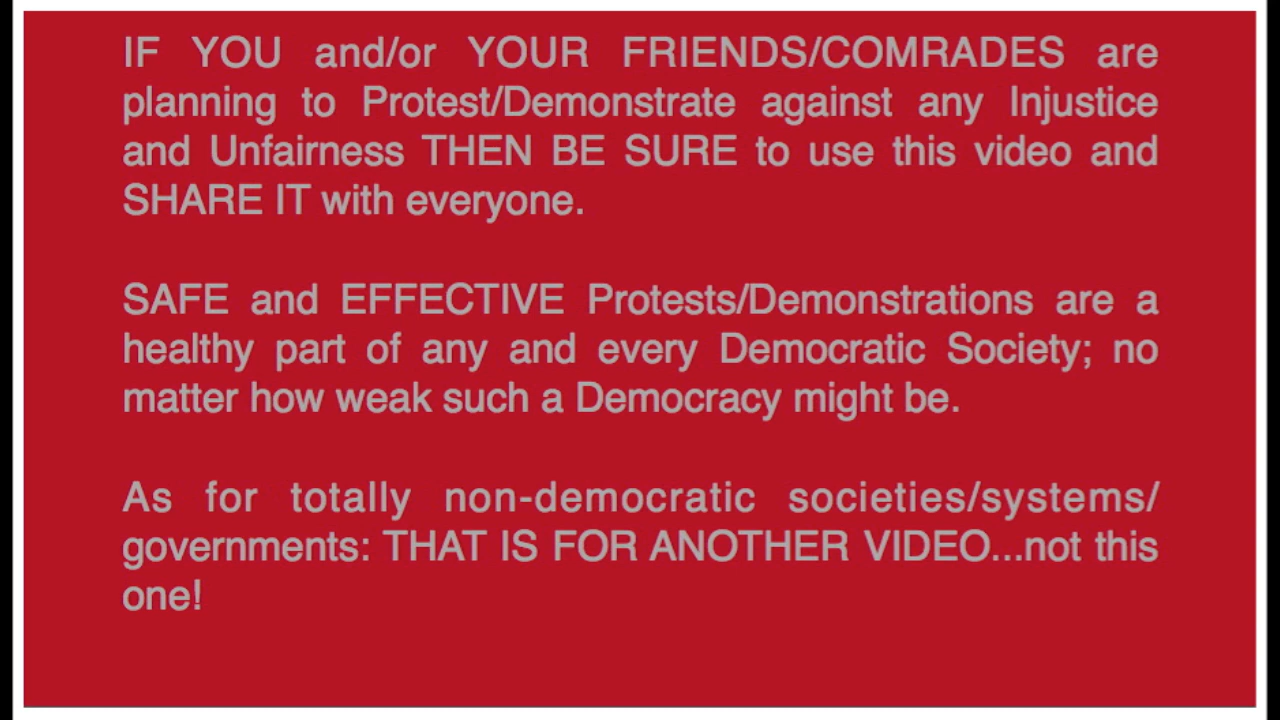 IF YOU and/or YOUR FRIENDS/COMRADES are
planning to Protest/Demonstrate against any Injustice
and Unfairness THEN BE SURE to use this video and
SHARE IT with everyone.
SAFE and EFFECTIVE Protests/Demonstrations are a
healthy part of any and every Democratic Society; no
matter how weak such a Democracy might be.
As for totally non-democratic societies/systems/
governments: THAT IS FOR ANOTHER VIDEO...not this
one!